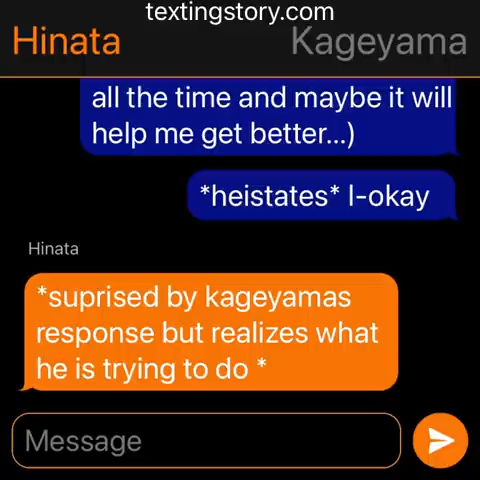 textingstory.com
Hinata
Kageyama
all the time and maybe it will
help me get better...)
*heistates* I-okay
Hinata
*suprised by kageyamas
response but realizes what
he is trying to do *
Message